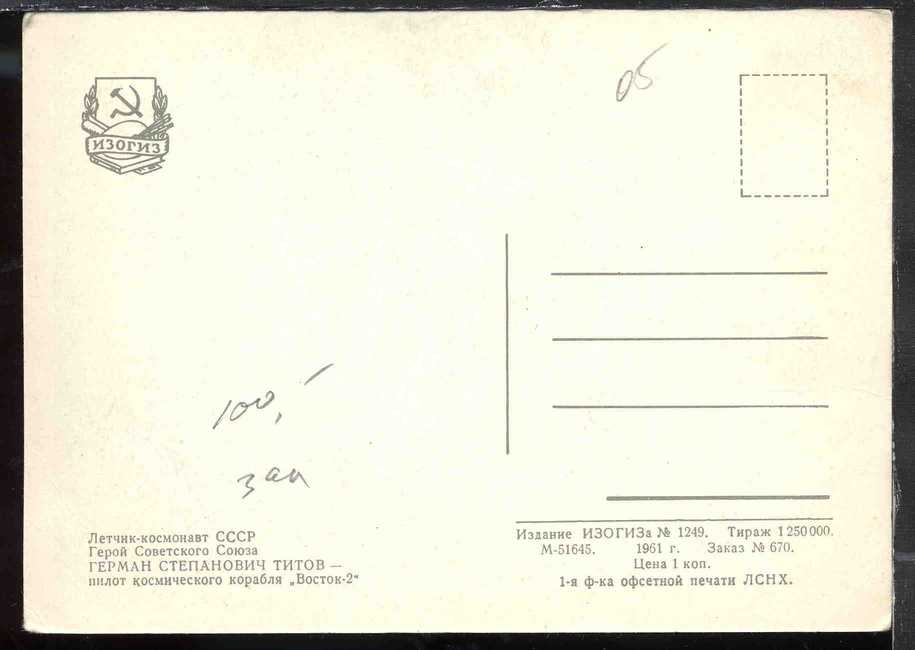 05
ИЗОГИЗ
100,-
зап
Летчик-космонавт СССР
Герой Советского Союза
ГЕРМАН СТЕПАНОВИЧ ТИТОВ —
пилот космического корабля „Восток-2“
Издание ИЗОГИЗа № 1249. Тираж 1 250 000.
М-51645. 1961 г. Заказ № 670.
Цена 1 коп.
1-я ф-ка офсетной печати ЛСНХ.